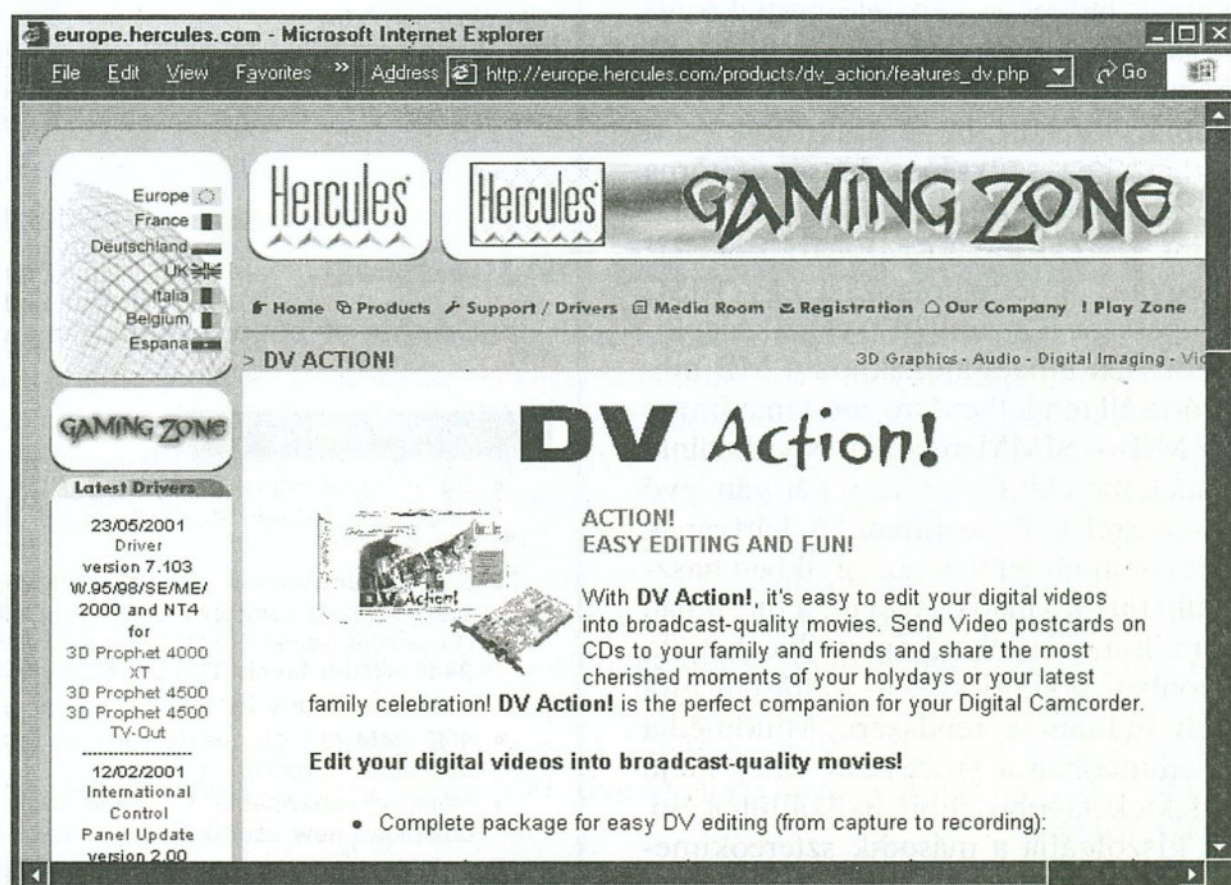 europe.hercules.com - Microsoft Internet Explorer
File Edit View Favorites » Address http://europe.hercules.com/products/dv_action/features_dv.php Go
Europe
France
Deutschland
UK
Italia
Belgium
Espana
Hercules
Hercules GAMING ZONE
Home Products Support / Drivers Media Room Registration Our Company ! Play Zone
> DV ACTION!
3D Graphics - Audio - Digital Imaging -
GAMING ZONE
Latest Drivers
23/05/2001
Driver
version 7.103
W.95/98/SE/ME/
2000 and NT4
for
3D Prophet 4000
XT
3D Prophet 4500
3D Prophet 4500
TV-Out
12/02/2001
International
Control
Panel Update
version 2.00
DV Action!
DV Action!
ACTION!
EASY EDITING AND FUN!
With DV Action!, it's easy to edit your digital videos
into broadcast-quality movies. Send Video postcards on
CDs to your family and friends and share the most
cherished moments of your holydays or your latest
family celebration! DV Action! is the perfect companion for your Digital Camcorder.
Edit your digital videos into broadcast-quality movies!
• Complete package for easy DV editing (from capture to recording):